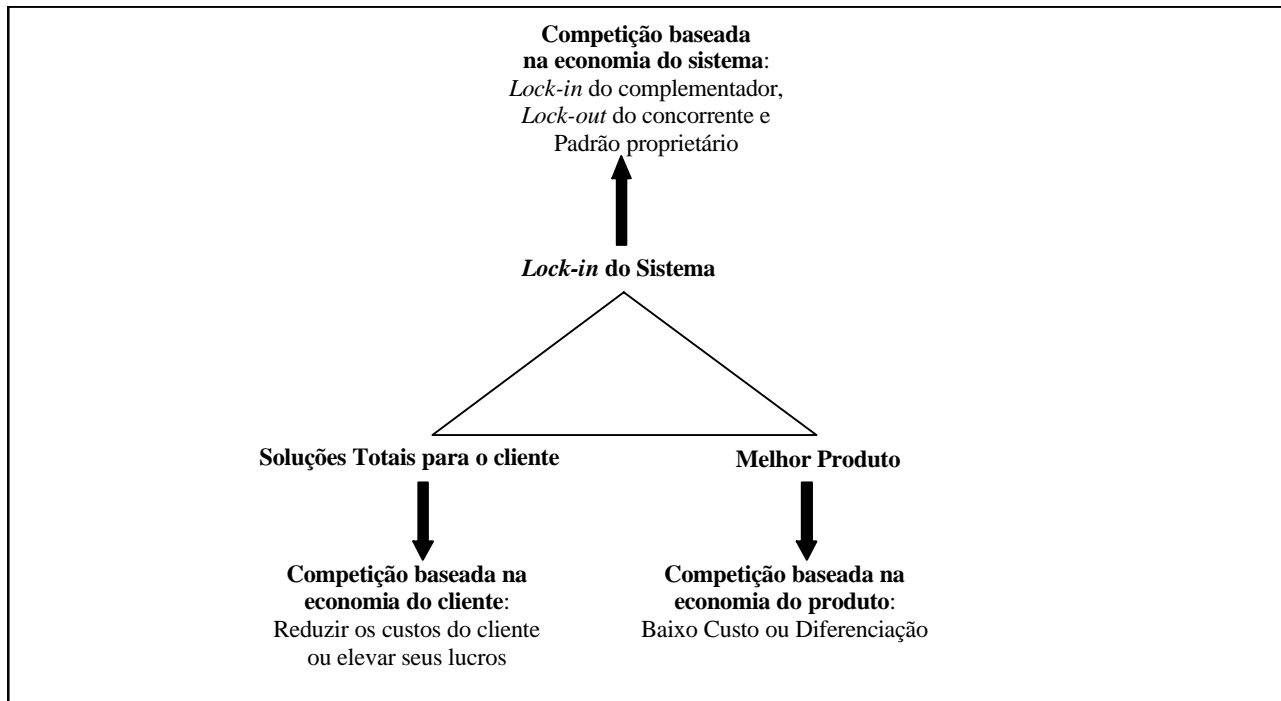 Competição baseada
na economia do sistema:
Lock-in do complementador,
Lock-out do concorrente e
Padrão proprietário
Lock-in do Sistema
Soluções Totais para o cliente
Melhor Produto
Competição baseada na
economia do cliente:
Reduzir os custos do cliente
ou elevar seus lucros
Competição baseada na
economia do produto:
Baixo Custo ou Diferenciação